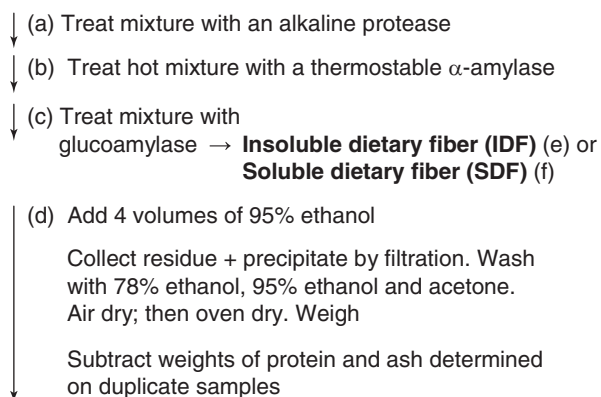 (a) Treat mixture with an alkaline protease
(b) Treat hot mixture with a thermostable α-amylase
(c) Treat mixture with
glucoamylase → Insoluble dietary fiber (IDF) (e) or
Soluble dietary fiber (SDF) (f)
(d) Add 4 volumes of 95% ethanol
Collect residue + precipitate by filtration. Wash
with 78% ethanol, 95% ethanol and acetone.
Air dry; then oven dry. Weigh
Subtract weights of protein and ash determined
on duplicate samples